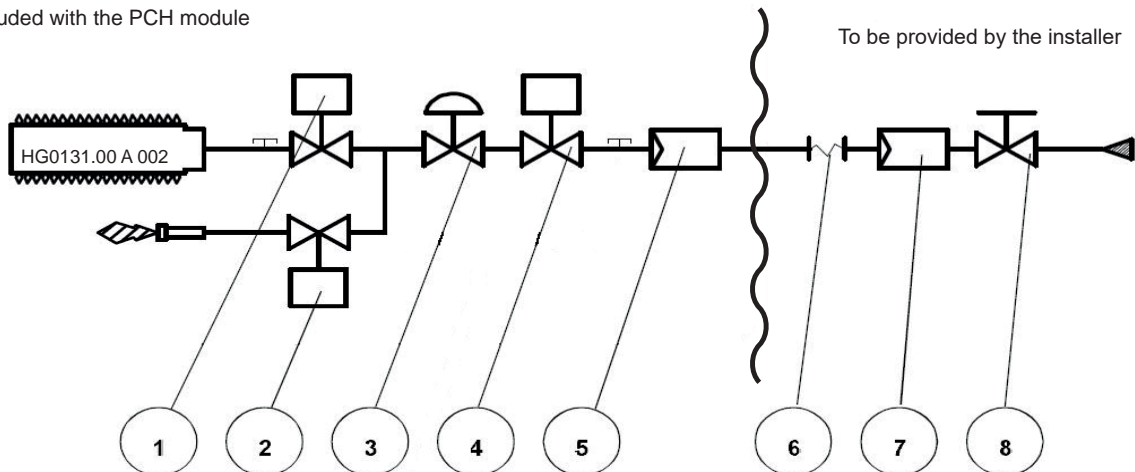 with the PCH module
To be provided by the installer
HG0131.00 A 002
1
2
3
4
5
6
7
8